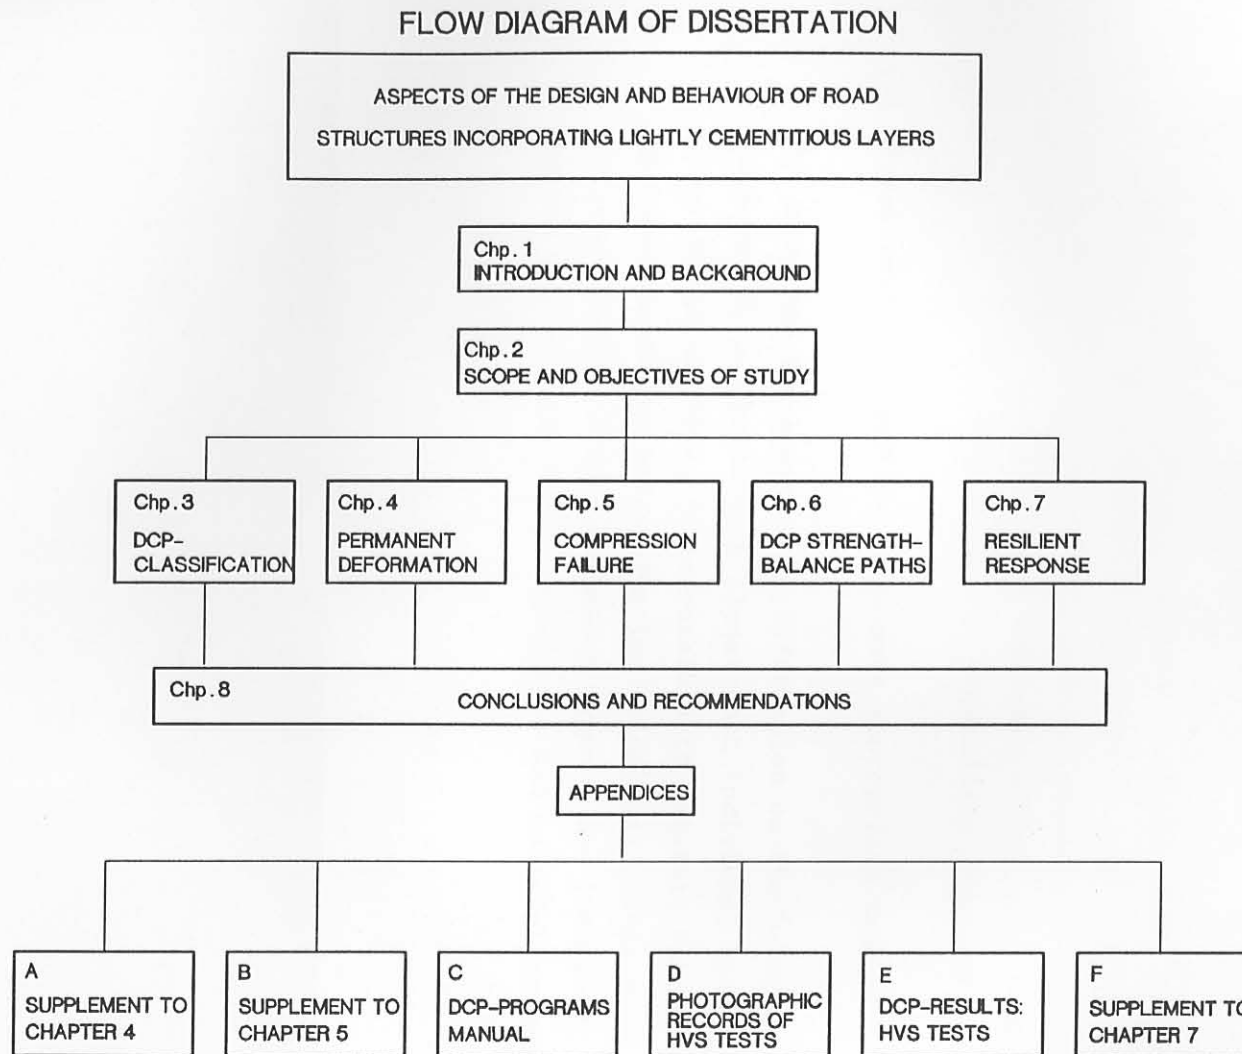 FLOW DIAGRAM OF DISSERTATION
ASPECTS OF THE DESIGN AND BEHAVIOUR OF ROAD
STRUCTURES INCORPORATING LIGHTLY CEMENTITIOUS LAYERS
Chp.1
INTRODUCTION AND BACKGROUND
Chp.2
SCOPE AND OBJECTIVES OF STUDY
Chp.3
DCP-
CLASSIFICATION
Chp.4
PERMANENT
DEFORMATION
Chp.5
COMPRESSION
FAILURE
Chp.6
DCP STRENGTH-
BALANCE PATHS
Chp.7
RESILIENT
RESPONSE
Chp.8
CONCLUSIONS AND RECOMMENDATIONS
APPENDICES
A
SUPPLEMENT TO
CHAPTER 4
B
SUPPLEMENT TO
CHAPTER 5
C
DCP-PROGRAMS
MANUAL
D
PHOTOGRAPHIC
RECORDS OF
HVS TESTS
E
DCP-RESULTS:
HVS TESTS
F
SUPPLEMENT TO
CHAPTER 7